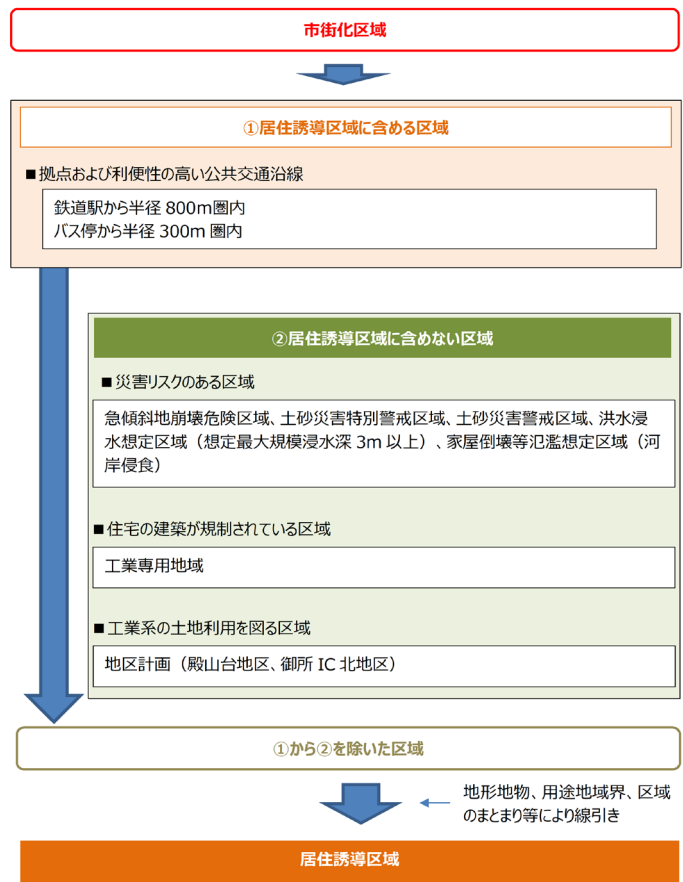 市街化区域
①居住誘導区域に含める区域
■拠点および利便性の高い公共交通沿線
鉄道駅から半径 800m圏内
バス停から半径 300m 圏内
②居住誘導区域に含めない区域
■災害リスクのある区域
急傾斜地崩壊危険区域、土砂災害特別警戒区域、土砂災害警戒区域、洪水浸
水想定区域（想定最大規模浸水深 3m 以上）、家屋倒壊等氾濫想定区域（河
岸侵食）
■住宅の建築が規制されている区域
工業専用地域
■工業系の土地利用を図る区域
地区計画（殿山台地区、御所 IC 北地区）
①から②を除いた区域
地形地物、用途地域界、区域
のまとまり等により線引き
居住誘導区域